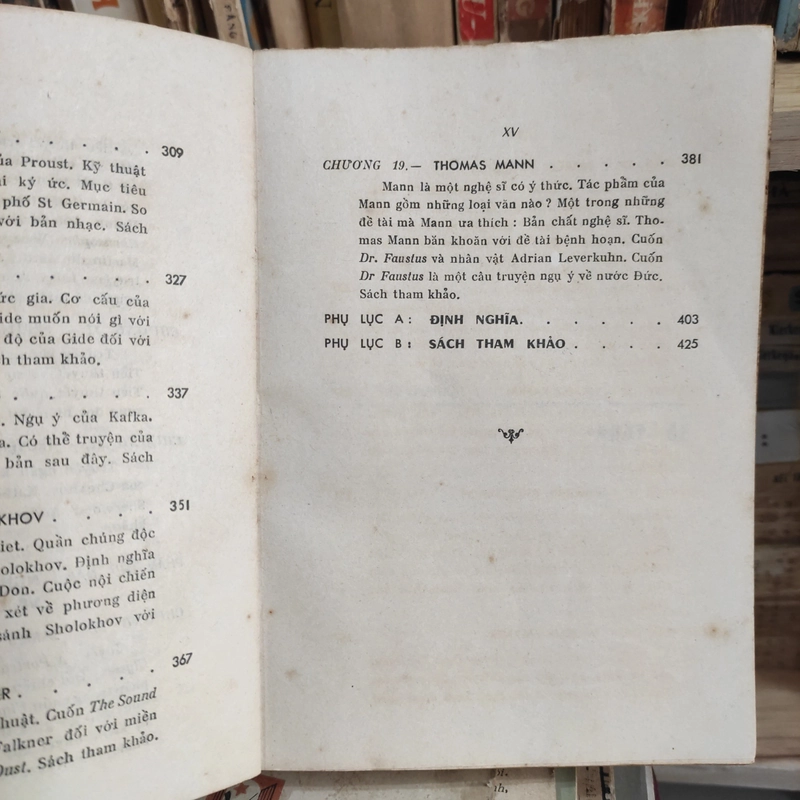 . . . . . . 309
ủa Proust. Kỹ thuật
ại ký ức. Mục tiêu
phố St Germain. So
với bản nhạc. Sách
. . . . . 327
ức gia. Cơ cấu của
Gide muốn nói gì với
độ của Gide đối với
ch tham khảo.
. . . . . 337
. Ngụ ý của Kafka.
a. Có thể truyện của
bản sau đây. Sách
KHOV . . . . 351
iet. Quần chúng độc
olokhov. Định nghĩa
Don. Cuộc nội chiến
xét về phương diện
sánh Sholokhov với
R . . . . . 367
huật. Cuốn The Sound
Falkner đối với miền
Dust. Sách tham khảo.
XV
CHƯƠNG 19.— THOMAS MANN . . . . . 381
Mann là một nghệ sĩ có ý thức. Tác phẩm của
Mann gồm những loại văn nào ? Một trong những
đề tài mà Mann ưa thích : Bản chất nghệ sĩ. Tho-
mas Mann băn khoăn với đề tài bệnh hoạn. Cuốn
Dr. Faustus và nhân vật Adrian Leverkuhn. Cuốn
Dr Faustus là một câu truyện ngụ ý về nước Đức.
Sách tham khảo.
PHỤ LỤC A : ĐỊNH NGHĨA. . . . . . 403
PHỤ LỤC B : SÁCH THAM KHẢO . . . . 425